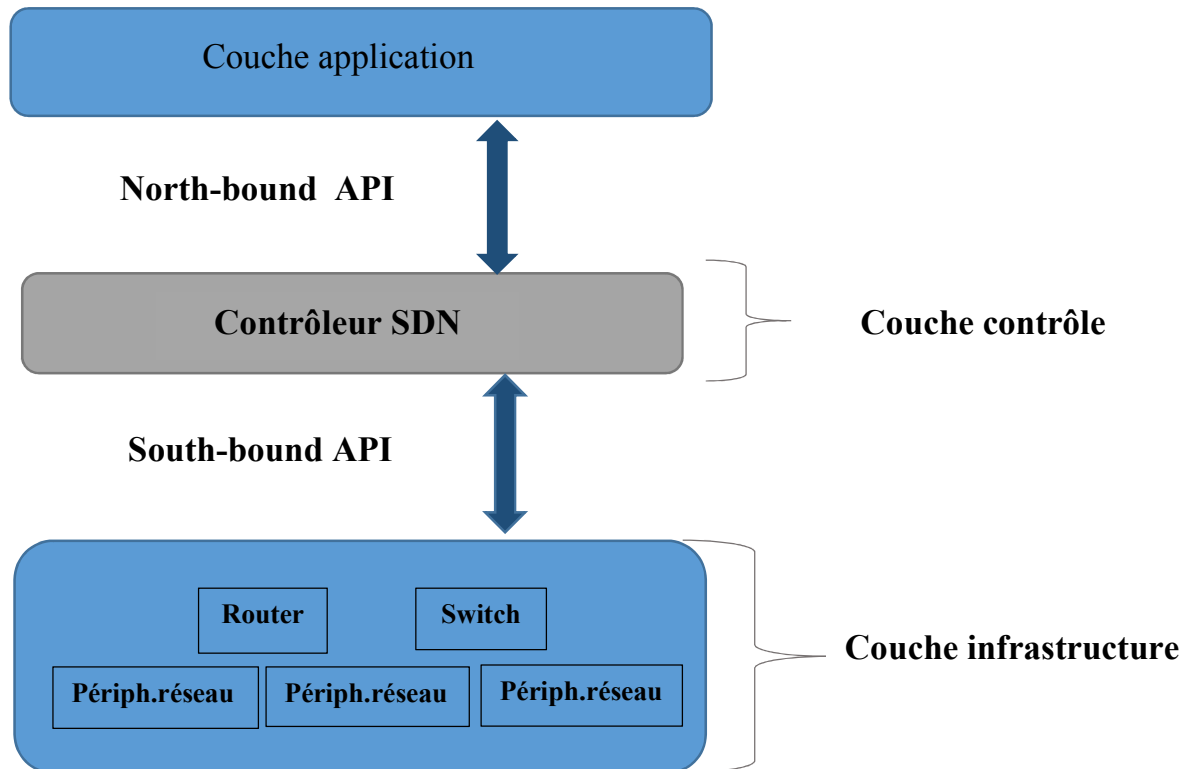 Couche application
North-bound API
Contrôleur SDN
Couche contrôle
South-bound API
Router
Switch
Couche infrastructure
Périph.réseau
Périph.réseau
Périph.réseau